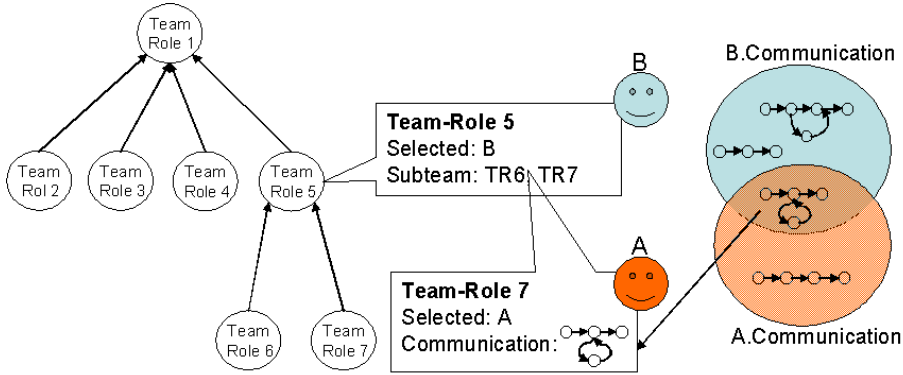 Team
Role 1
Team
Rol 2
Team
Role 3
Team
Role 4
Team
Role 5
Team
Role 6
Team
Role 7
B
Team-Role 5
Selected: B
Subteam: TR6, TR7
A
Team-Role 7
Selected: A
Communication:
B.Communication
A.Communication